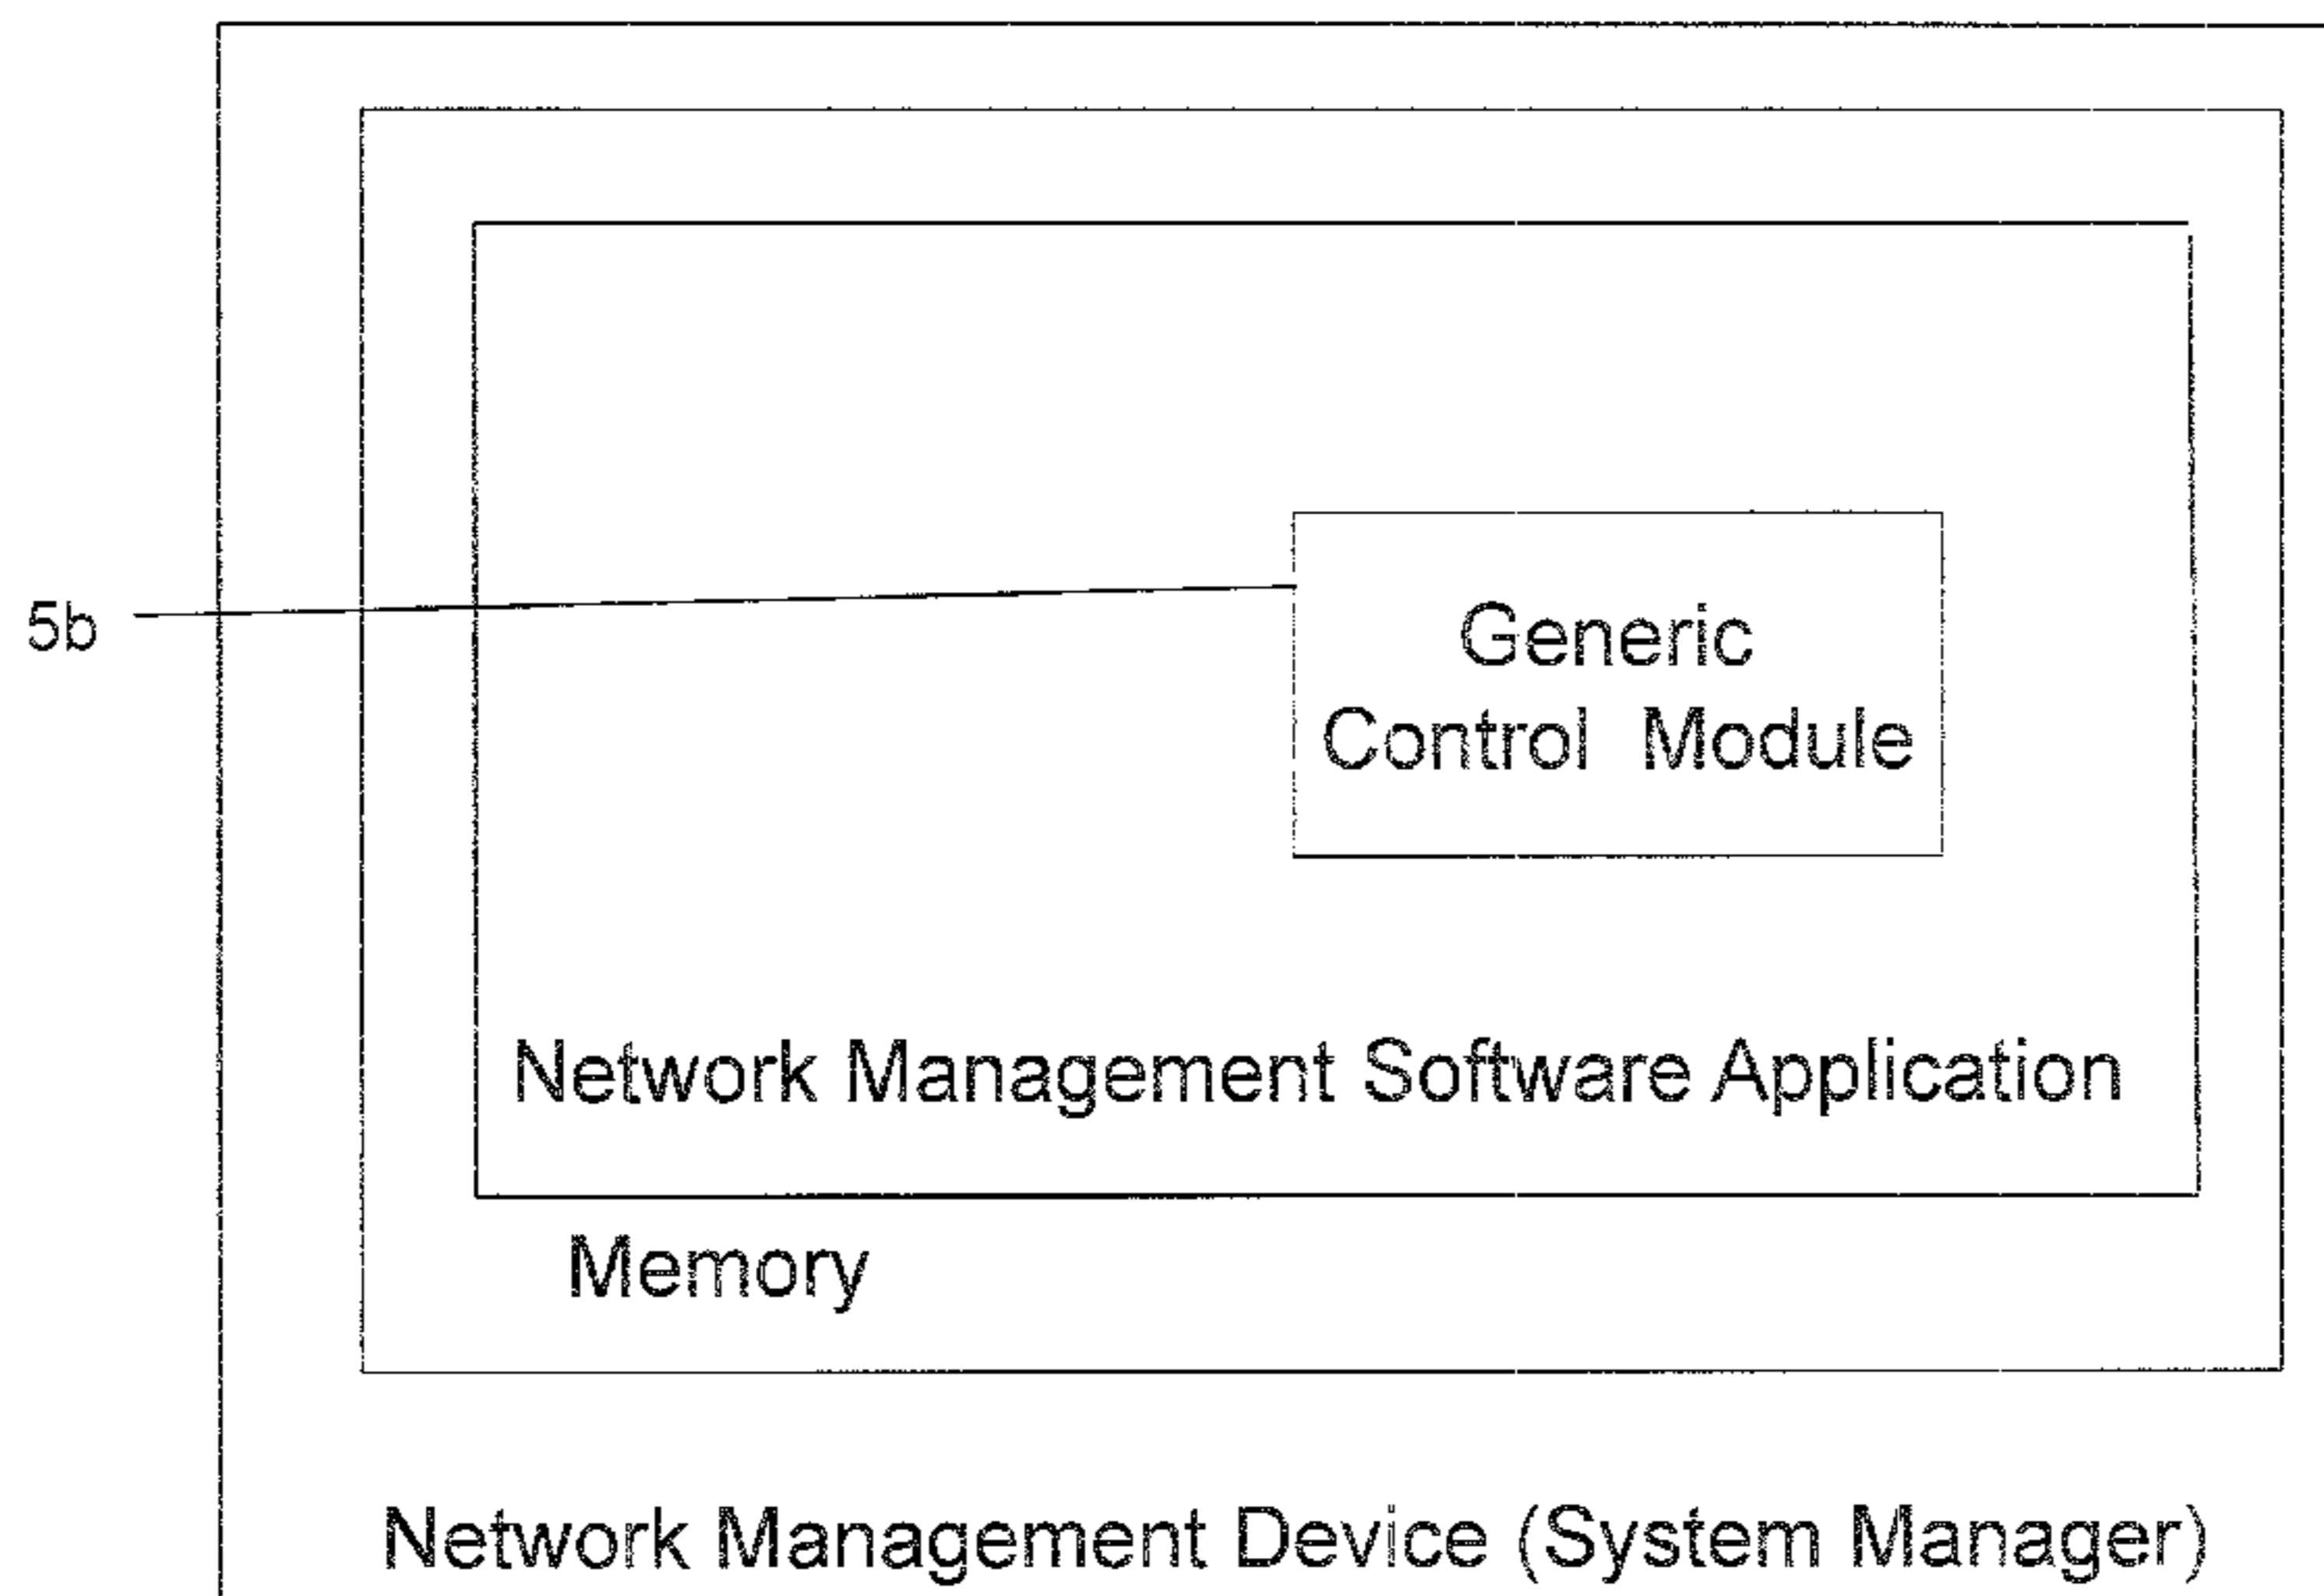 5b
Generic
Control Module
Network Management Software Application
Memory
Network Management Device (System Manager)